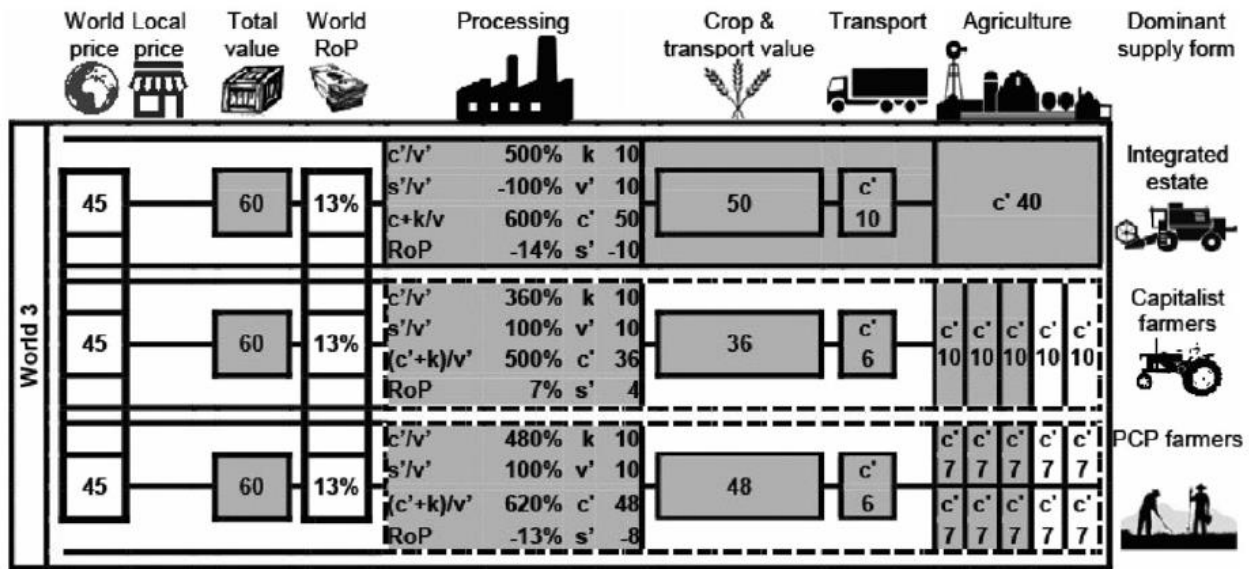 World Local Total World Processing Crop & Transport Agriculture Dominant
price price value RoP transport value supply form
World 3
45 60 13%
c'/v' 500% k 10
s'/v' -100% v' 10
c+k/v 600% c' 50
RoP -14% s' -10
50
c'
10
c' 40
Integrated
estate
45 60 13%
c'/v' 360% k 10
s'/v' 100% v' 10
(c'+k)/v' 500% c' 36
RoP 7% s' 4
36
c'
6
c' c' c' c' c'
10 10 10 10 10
Capitalist
farmers
45 60 13%
c'/v' 480% k 10
s'/v' 100% v' 10
(c'+k)/v' 620% c' 48
RoP -13% s' -8
48
c'
6
c' c' c' c' c'
7 7 7 7 7
c' c' c' c' c'
7 7 7 7 7
PCP farmers